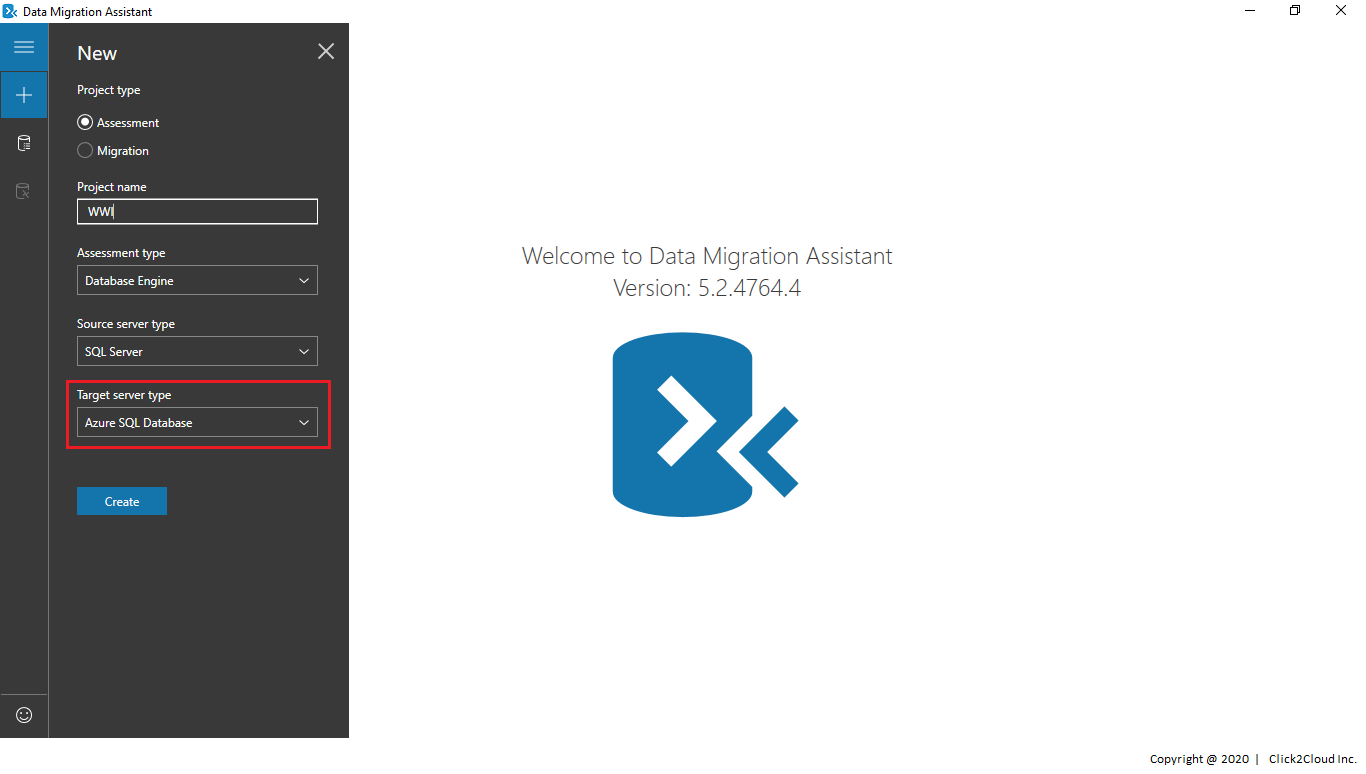 Data Migration Assistant
New
Project type
Assessment
Migration
Project name
WWI
Assessment type
Database Engine
Source server type
SQL Server
Target server type
Azure SQL Database
Create
Welcome to Data Migration Assistant
Version: 5.2.4764.4
Copyright @ 2020 | Click2Cloud Inc.